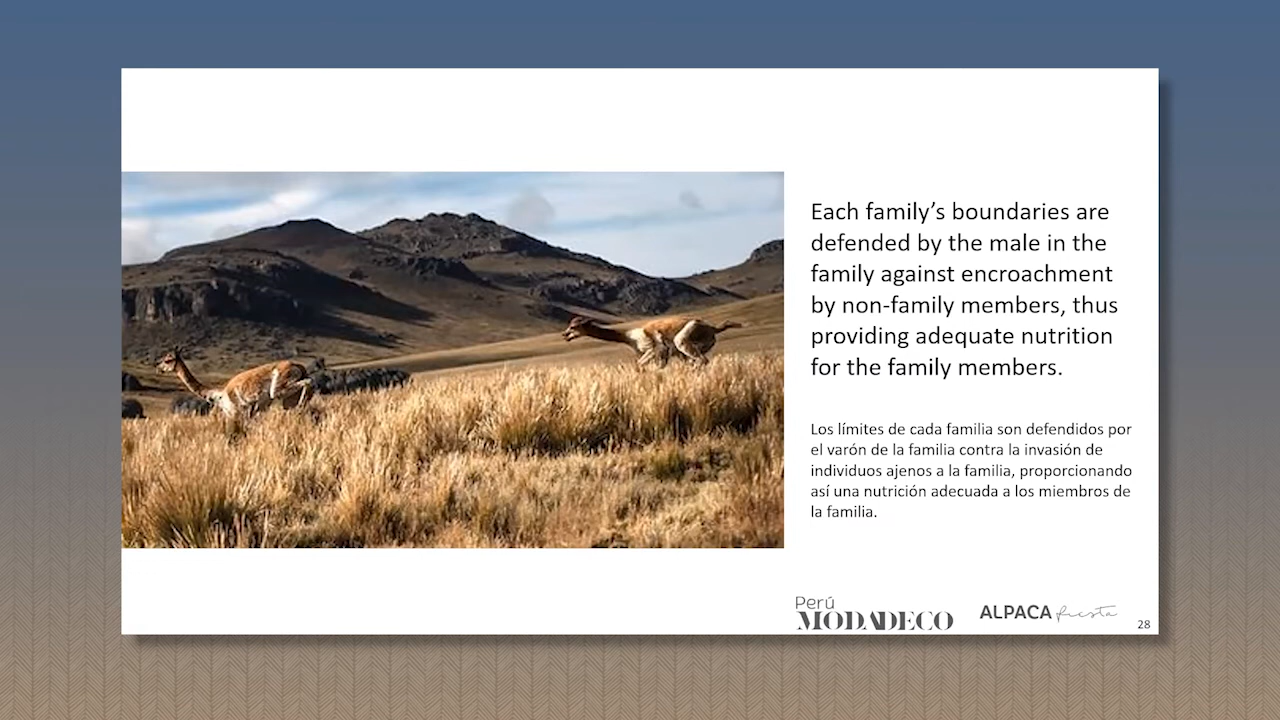 Each family’s boundaries are
defended by the male in the
family against encroachment
by non-family members, thus
providing adequate nutrition
for the family members.
Los límites de cada familia son defendidos por
el varón de la familia contra la invasión de
individuos ajenos a la familia, proporcionando
así una nutrición adecuada a los miembros de
la familia.
Perú
MODADECO
ALPACA fiesta
28